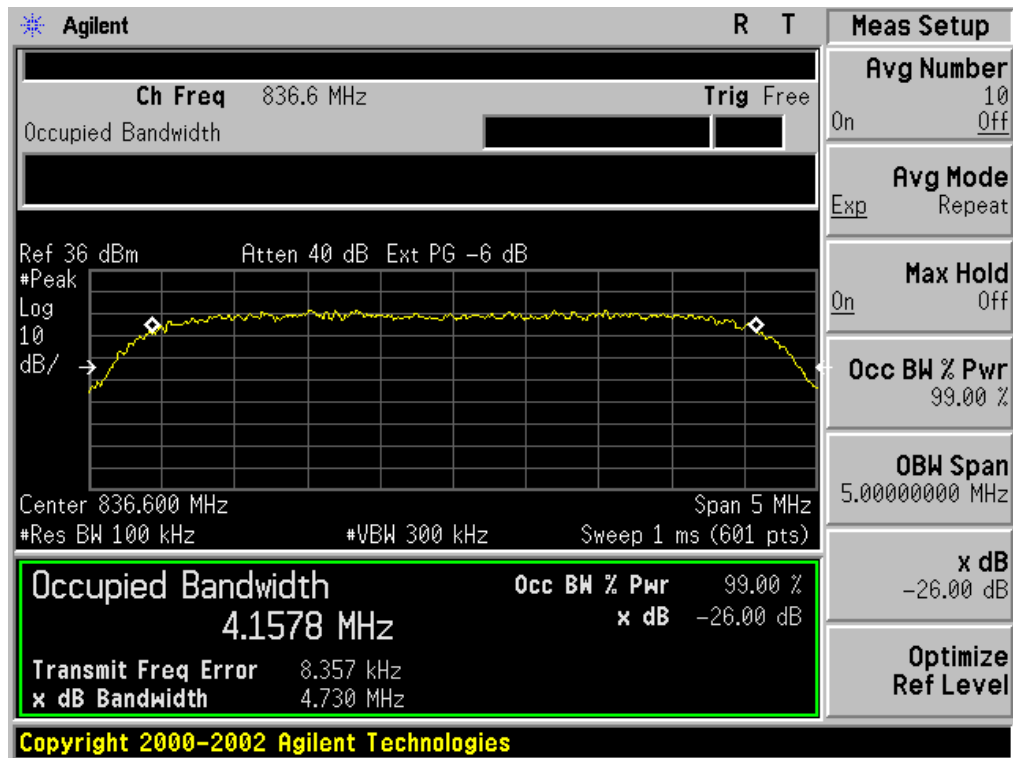 Agilent R T
Ch Freq 836.6 MHz Trig Free
Occupied Bandwidth
Ref 36 dBm Atten 40 dB Ext PG -6 dB
#Peak
Log
10
dB/
Center 836.600 MHz Span 5 MHz
#Res BW 100 kHz #VBW 300 kHz Sweep 1 ms (601 pts)
Occupied Bandwidth Occ BW % Pwr 99.00 %
4.1578 MHz x dB -26.00 dB
Transmit Freq Error 8.357 kHz
x dB Bandwidth 4.730 MHz
Copyright 2000-2002 Agilent Technologies
Meas Setup
Avg Number
10
On Off
Avg Mode
Exp Repeat
Max Hold
On Off
Occ BW % Pwr
99.00 %
OBW Span
5.00000000 MHz
x dB
-26.00 dB
Optimize
Ref Level